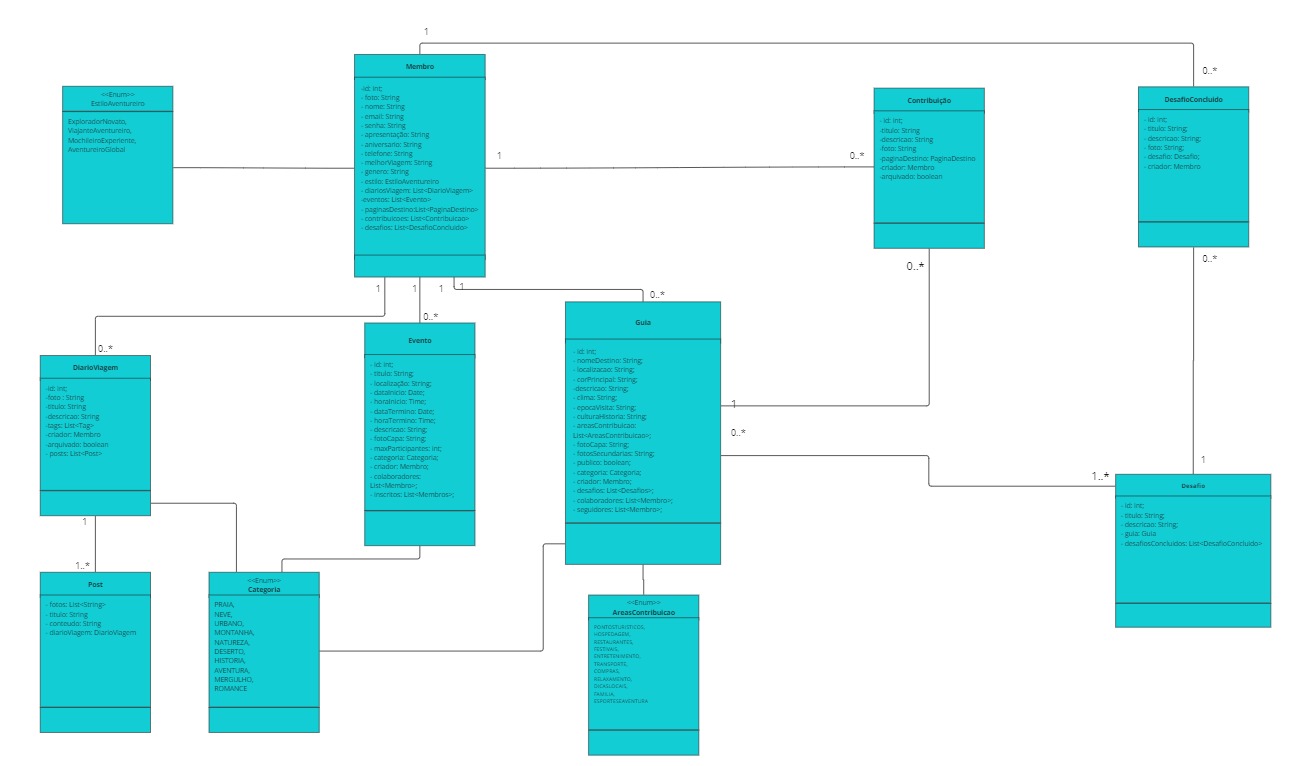 1
0..*
Membro
-id: int;
- foto: String
- nome: String
- email: String
- senha: String
- apresentação: String
- aniversario: String
- telefone: String
- melhorViagem: String
- genero: String
- estilo: EstiloAventureiro
- diariosViagem: List<DiarioViagem>
-eventos: List<Evento>
- paginasDestino:List<PaginaDestino>
- contribuicoes: List<Contribuicao>
- desafios: List<DesafioConcluido>
<<Enum>>
EstiloAventureiro
ExploradorNovato,
ViajantoAventureiro,
MochileiroExperiente,
AventureiroGlobal
1
0..*
Contribuição
- id: int;
-titulo: String
-descricao: String
-foto: String
-paginaDestino: PaginaDestino
-criador: Membro
-arquivado: boolean
DesafioConcluido
- id: int;
- titulo: String;
- descricao: String;
- foto: String;
- desafio: Desafio;
- criador: Membro
0..*
0..*
1
1
1
1
0..*
0..*
0..*
DiarioViagem
-id: int;
-foto : String
-titulo: String
-descricao: String
-tags: List<Tag>
-criador: Membro
-arquivado: boolean
- posts: List<Post>
Evento
- id: int;
- titulo: String;
- localização: String;
- dataInicio: Date;
- horaInicio: Time;
- dataTermino: Date;
- horaTermino: Time;
- descricao: String;
- fotoCapa: String;
- maxParticipantes: int;
- categoria: Categoria;
- criador: Membro;
- colaboradores:
List<Membro>;
- inscritos: List<Membros>;
Guia
- id: int;
- nomeDestino: String;
- localizacao: String;
- corPrincipal: String;
-descricao: String;
- clima: String;
- epocaVisita: String;
- culturaHistoria: String;
- areasContribuicao:
List<AreasContribuicao>;
- fotoCapa: String;
- fotosSecundarias: String;
- publico: boolean;
- categoria: Categoria;
- criador: Membro;
- desafios: List<Desafios>;
- colaboradores: List<Membro>;
- seguidores: List<Membro>;
1
0..*
1..*
1
Desafio
- id: int;
- titulo: String;
- descricao: String;
- guia: Guia
- desafiosConcluidos: List<DesafioConcluido>
1
1..*
Post
- fotos: List<String>
- titulo: String
- conteudo: String
- diarioViagem: DiarioViagem
<<Enum>>
Categoria
PRAIA,
NEVE,
URBANO,
MONTANHA,
NATUREZA,
DESERTO,
HISTORIA,
AVENTURA,
MERGULHO,
ROMANCE
<<Enum>>
AreasContribuicao
PONTOSTURISTICOS,
HOSPEDAGEM,
RESTAURANTES,
FESTIVAIS,
ENTRETENIMENTO,
TRANSPORTE,
COMPRAS,
RELAXAMENTO,
DICASLOCAIS,
FAMILIA,
ESPORTESEAVENTURA